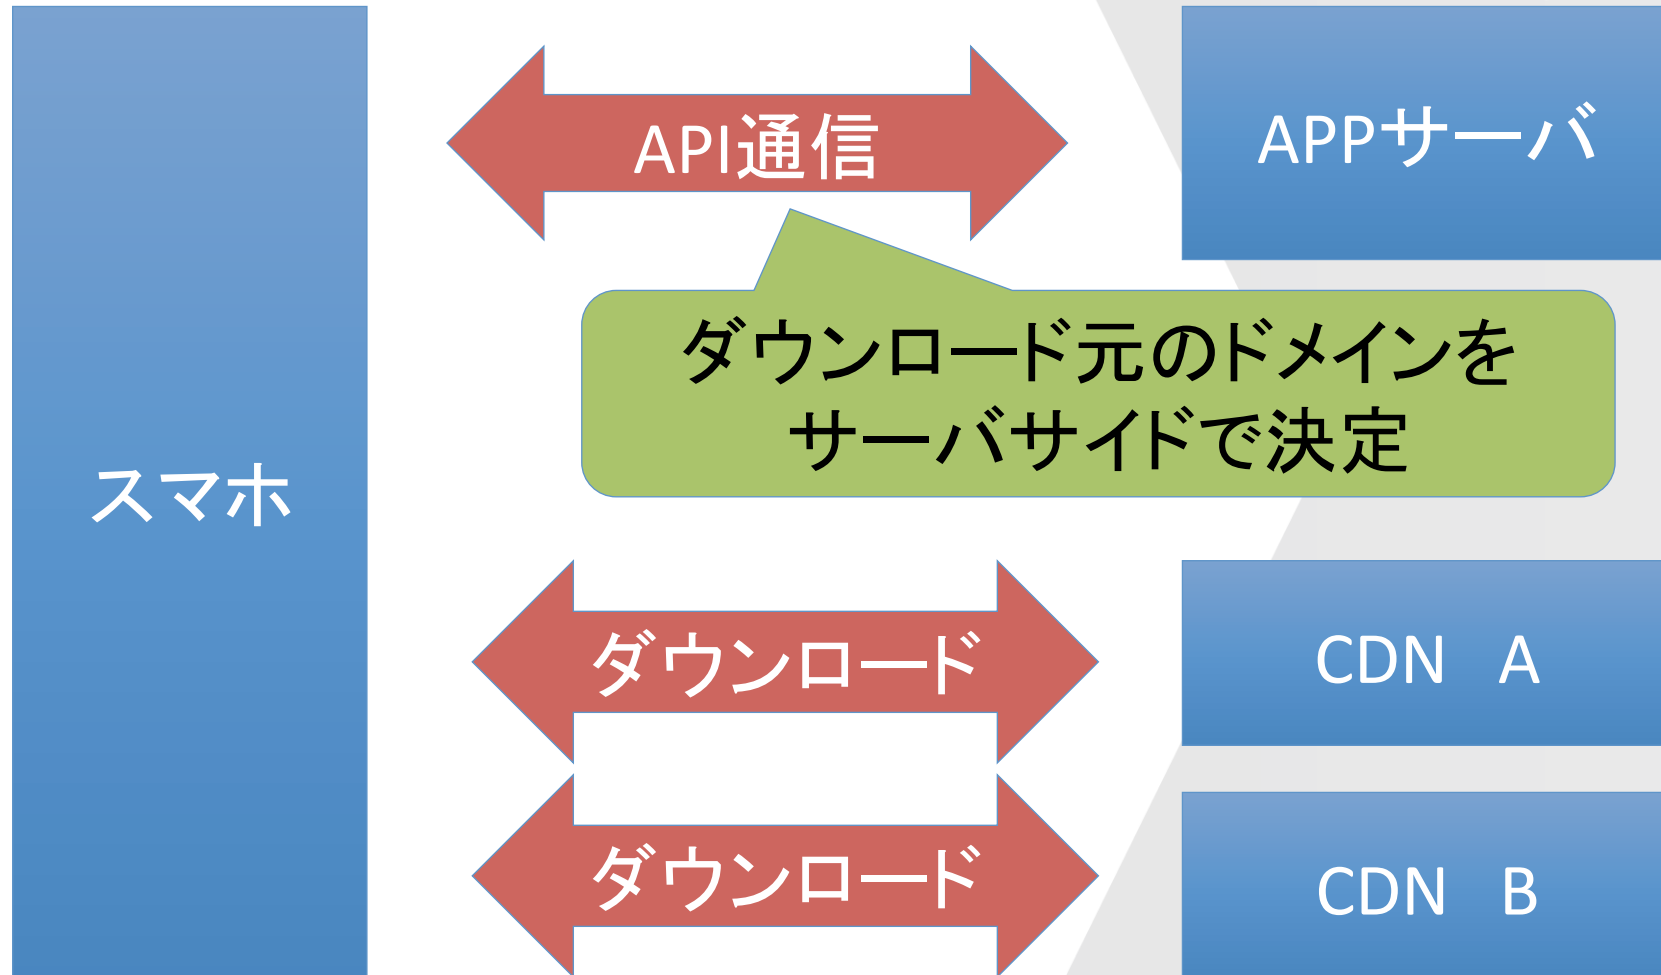 API通信
APPサーバ
ダウンロード元のドメインを
サーバサイドで決定
スマホ
ダウンロード
CDN　A
ダウンロード
CDN　B